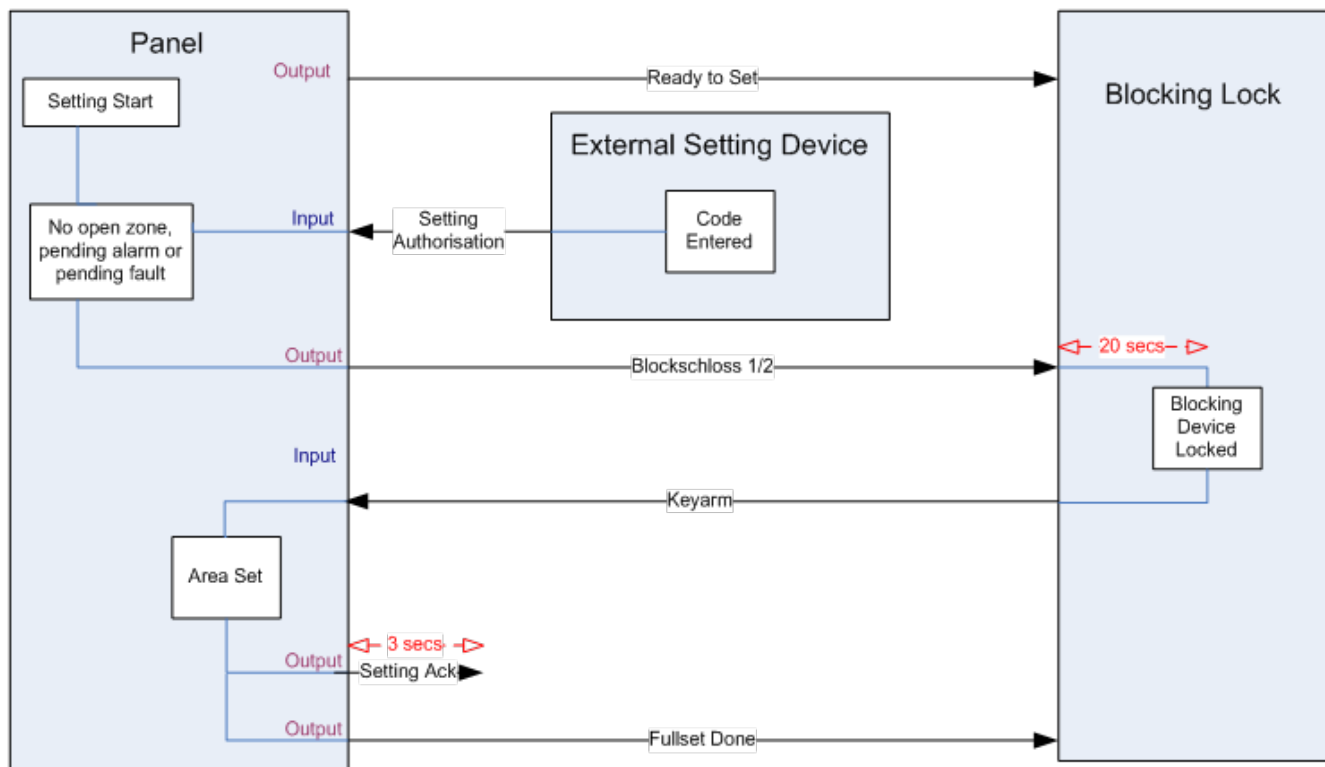 Panel
Output
Ready to Set
Blocking Lock
Setting Start
External Setting Device
Input
Setting
Authorisation
Code
Entered
No open zone,
pending alarm or
pending fault
Output
Blockschloss 1/2
20 secs
Blocking
Device
Locked
Input
Keyarm
Area Set
3 secs
Output
Setting Ack
Output
Fullset Done